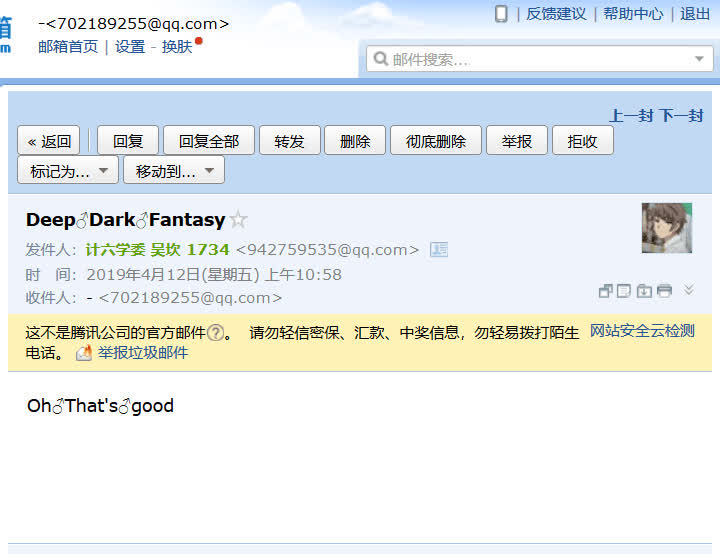 箱 -<702189255@qq.com>
m 邮箱首页 | 设置 - 换肤
| 反馈建议 | 帮助中心 | 退出
邮件搜索...
上一封 下一封
« 返回 回复 回复全部 转发 删除 彻底删除 举报 拒收
标记为... 移动到...
Deep♂Dark♂Fantasy☆
发件人：计六学委 吴坎 1734 <942759535@qq.com>
时　间：2019年4月12日(星期五) 上午10:58
收件人：- <702189255@qq.com>
这不是腾讯公司的官方邮件?。 请勿轻信密保、汇款、中奖信息，勿轻易拨打陌生 网站安全云检测
电话。 举报垃圾邮件
Oh♂That's♂good